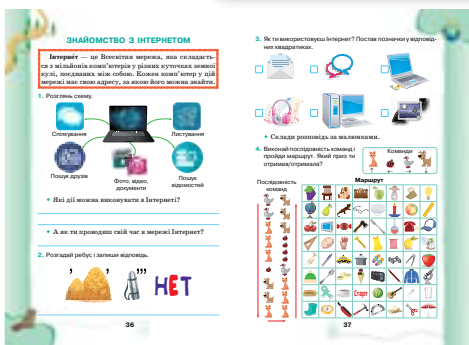 ЗНАЙОМСТВО З ІНТЕРНЕТОМ
Інтернет — це Всесвітня мережа, яка складаєть-
ся з мільйонів комп'ютерів у різних куточках земної
кулі, поєднаних між собою. Кожен комп'ютер у цій
мережі має свою адресу, за якою його можна знайти.
1. Розглянь схему.
Спілкування
Листування
Пошук друзів
Фото, відео,
документи
Пошук
відомостей
• Які дії можна виконувати в Інтернеті?
• А як ти проводиш свій час в мережі Інтернет?
2. Розгадай ребус і запиши відповідь.
, ,
,,,
НЕТ
36
3. Як ти використовуєш Інтернет? Постав позначки у відповід-
них квадратиках.
• Склади розповідь за малюнками.
4. Виконай послідовність команд і
пройди маршрут. Який приз ти
отримав/отримала?
Команди
↑ ← → ↓
Послідовність
команд
Маршрут
Старт
37